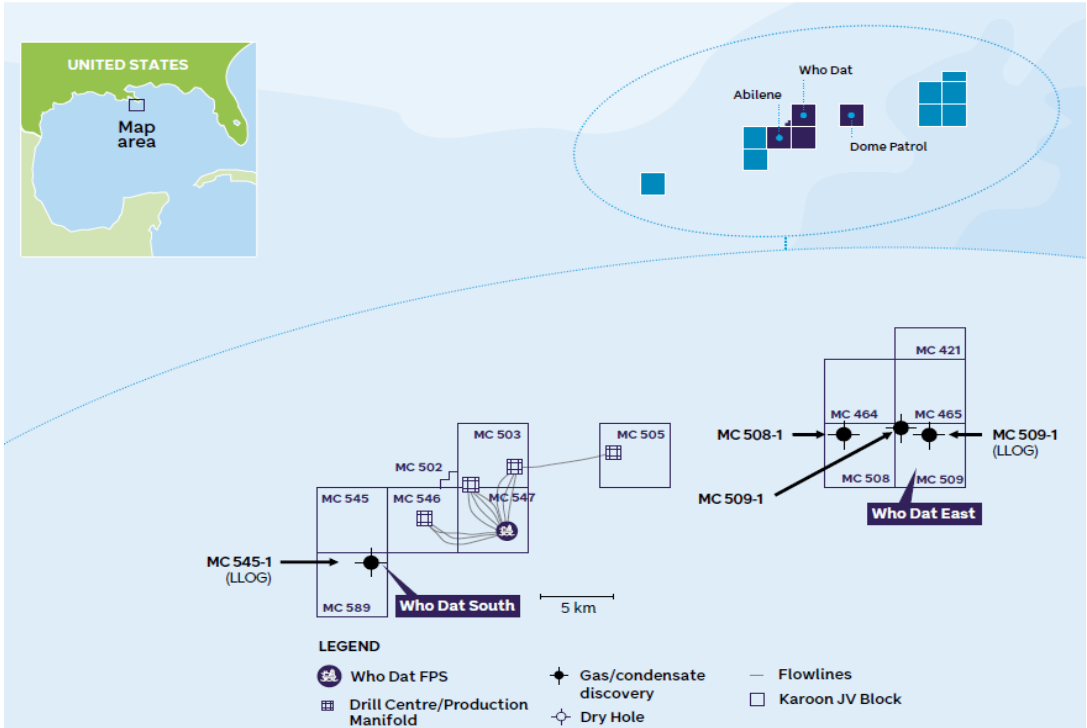 UNITED STATES
Map
area
Who Dat
Abilene
Dome Patrol
MC 421
MC 464
MC 465
MC 508-1
MC 509-1
(LLOG)
MC 509-1
MC 508
MC 509
Who Dat East
MC 503
MC 505
MC 502
MC 545
MC 546
MC 547
MC 545-1
(LLOG)
MC 589
Who Dat South
5 km
LEGEND
Who Dat FPS
Drill Centre/Production
Manifold
Gas/condensate
discovery
Dry Hole
Flowlines
Karoon JV Block